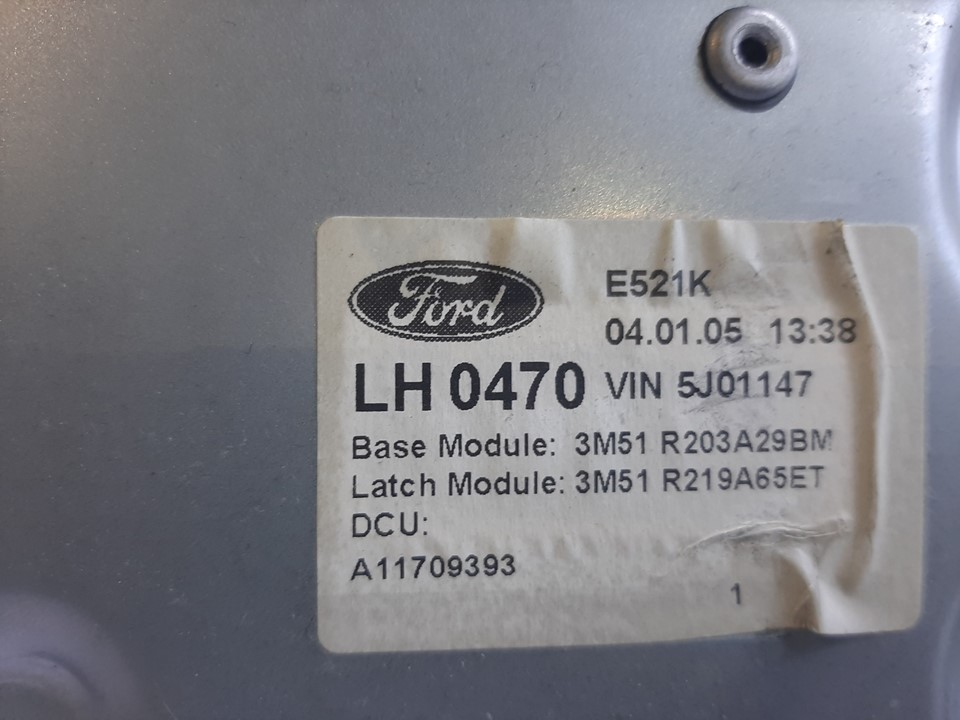 Ford
E521K
04.01.05 13:38
LH 0470 VIN 5J01147
Base Module: 3M51 R203A29BM
Latch Module: 3M51 R219A65ET
DCU:
A11709393
1